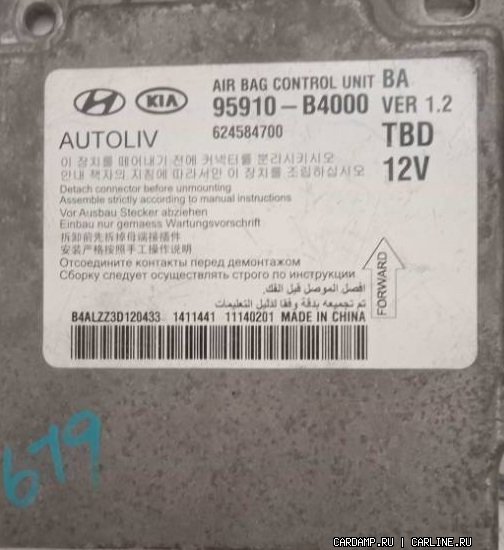 AIR BAG CONTROL UNIT BA
KIA
95910-B4000 VER 1.2
AUTOLIV 624584700 TBD
이 장치를 떼어내기 전에 커넥터를 분리시키시오
안내 책자의 지침에 따라서만 이 장치를 조립하십시오 12V
Detach connector before unmounting
Assemble strictly according to manual instructions
Vor Ausbau Stecker abziehen
Einbau nur gemaess Wartungsvorschrift
拆卸前先拆掉母端接插件
安装严格按照手工操作说明
Отсоедините контакты перед демонтажом
Сборку следует осуществлять строго по инструкции
FORWARD
افصل الموصل قبل الفك.
تم تجميعه بدقة وفقا لدليل التعليمات
B4ALZZ3D120433 1411441 11140201 MADE IN CHINA
619
CARDAMP.RU | CARLINE.RU